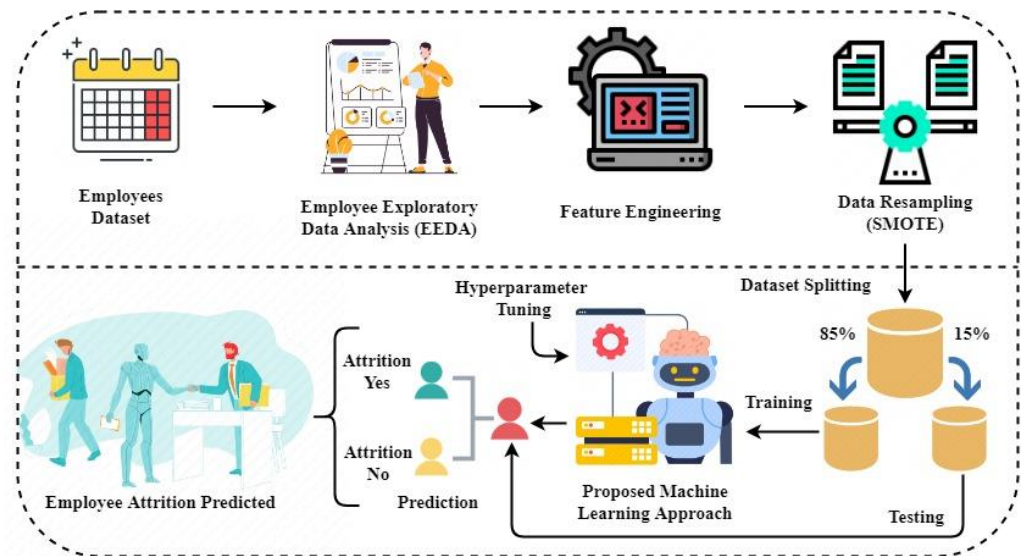 Employees
Dataset
Employee Exploratory
Data Analysis (EEDA)
Feature Engineering
Data Resampling
(SMOTE)
Hyperparameter
Tuning
Dataset Splitting
85%
15%
Attrition
Yes
Training
Attrition
No
Employee Attrition Predicted
Prediction
Proposed Machine
Learning Approach
Testing